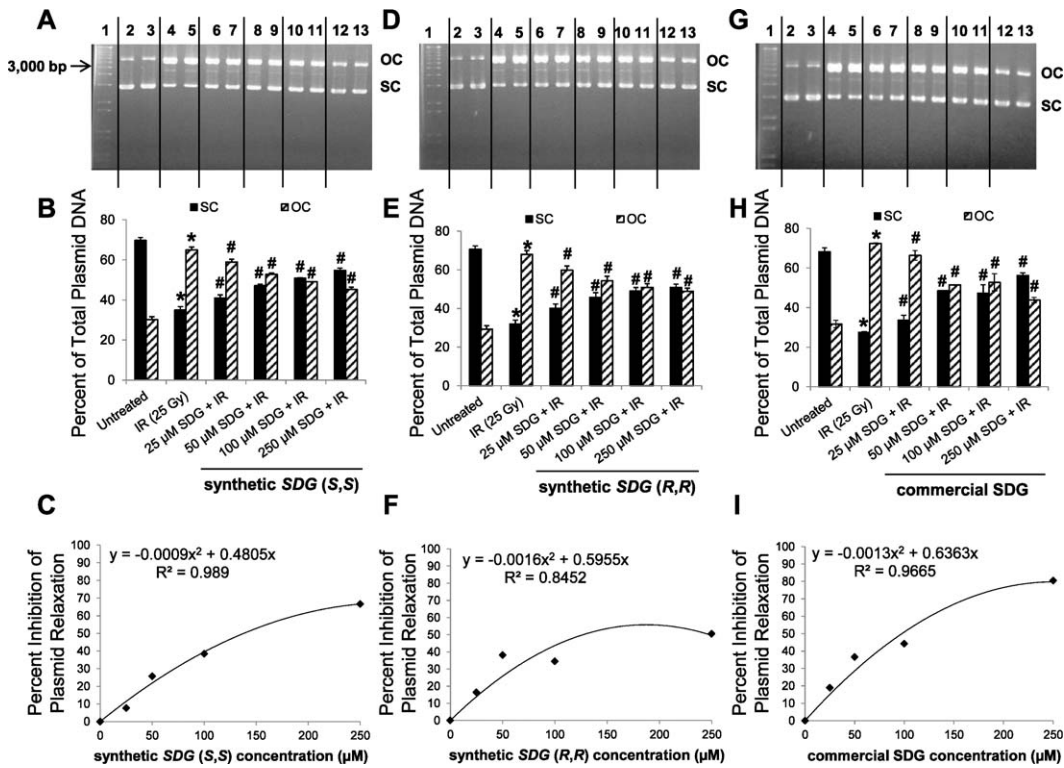 A
1 2 3 4 5 6 7 8 9 10 11 12 13
3,000 bp
OC
SC
D
1 2 3 4 5 6 7 8 9 10 11 12 13
OC
SC
G
1 2 3 4 5 6 7 8 9 10 11 12 13
OC
SC
B
Percent of Total Plasmid DNA
SC OC
80
60
40
20
0
* * # # # # # # # #
Untreated
IR (25 Gy)
25 µM SDG + IR
50 µM SDG + IR
100 µM SDG + IR
250 µM SDG + IR
synthetic SDG (S,S)
E
Percent of Total Plasmid DNA
SC OC
80
60
40
20
0
* * # # # # # # # #
Untreated
IR (25 Gy)
25 µM SDG + IR
50 µM SDG + IR
100 µM SDG + IR
250 µM SDG + IR
synthetic SDG (R,R)
H
Percent of Total Plasmid DNA
SC OC
80
60
40
20
0
* * # # # # # # # #
Untreated
IR (25 Gy)
25 µM SDG + IR
50 µM SDG + IR
100 µM SDG + IR
250 µM SDG + IR
commercial SDG
C
Percent Inhibition of
Plasmid Relaxation
100
90
80
70
60
50
40
30
20
10
0
y = -0.0009x² + 0.4805x
R² = 0.989
0 50 100 150 200 250
synthetic SDG (S,S) concentration (µM)
F
Percent Inhibition of
Plasmid Relaxation
100
90
80
70
60
50
40
30
20
10
0
y = -0.0016x² + 0.5955x
R² = 0.8452
0 50 100 150 200 250
synthetic SDG (R,R) concentration (µM)
I
Percent Inhibition of
Plasmid Relaxation
100
90
80
70
60
50
40
30
20
10
0
y = -0.0013x² + 0.6363x
R² = 0.9665
0 50 100 150 200 250
commercial SDG concentration (µM)